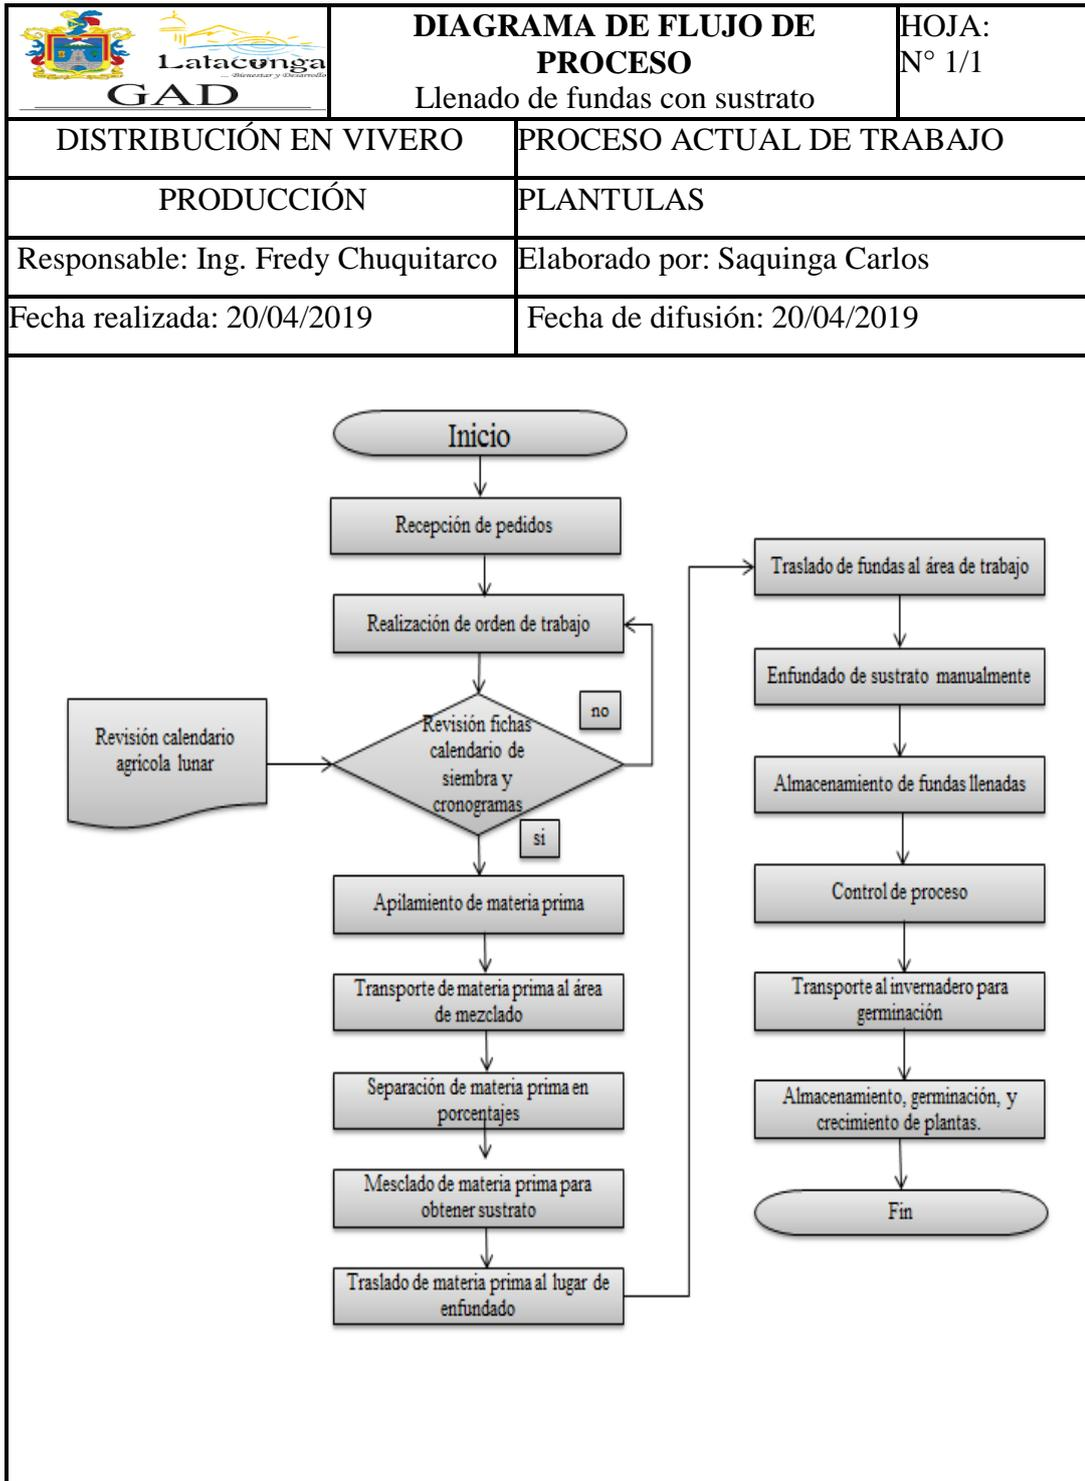 Latacunga
... Bienestar y Desarrollo
GAD
DIAGRAMA DE FLUJO DE
PROCESO
Llenado de fundas con sustrato
HOJA:
N° 1/1
DISTRIBUCIÓN EN VIVERO
PROCESO ACTUAL DE TRABAJO
PRODUCCIÓN
PLANTULAS
Responsable: Ing. Fredy Chuquitarco
Elaborado por: Saquinga Carlos
Fecha realizada: 20/04/2019
Fecha de difusión: 20/04/2019
Inicio
Recepción de pedidos
Realización de orden de trabajo
Revisión calendario
agrícola lunar
Revisión fichas
calendario de
siembra y
cronogramas
no
si
Apilamiento de materia prima
Transporte de materia prima al área
de mezclado
Separación de materia prima en
porcentajes
Mesclado de materia prima para
obtener sustrato
Traslado de materia prima al lugar de
enfundado
Traslado de fundas al área de trabajo
Enfundado de sustrato manualmente
Almacenamiento de fundas llenadas
Control de proceso
Transporte al invernadero para
germinación
Almacenamiento, germinación, y
crecimiento de plantas.
Fin